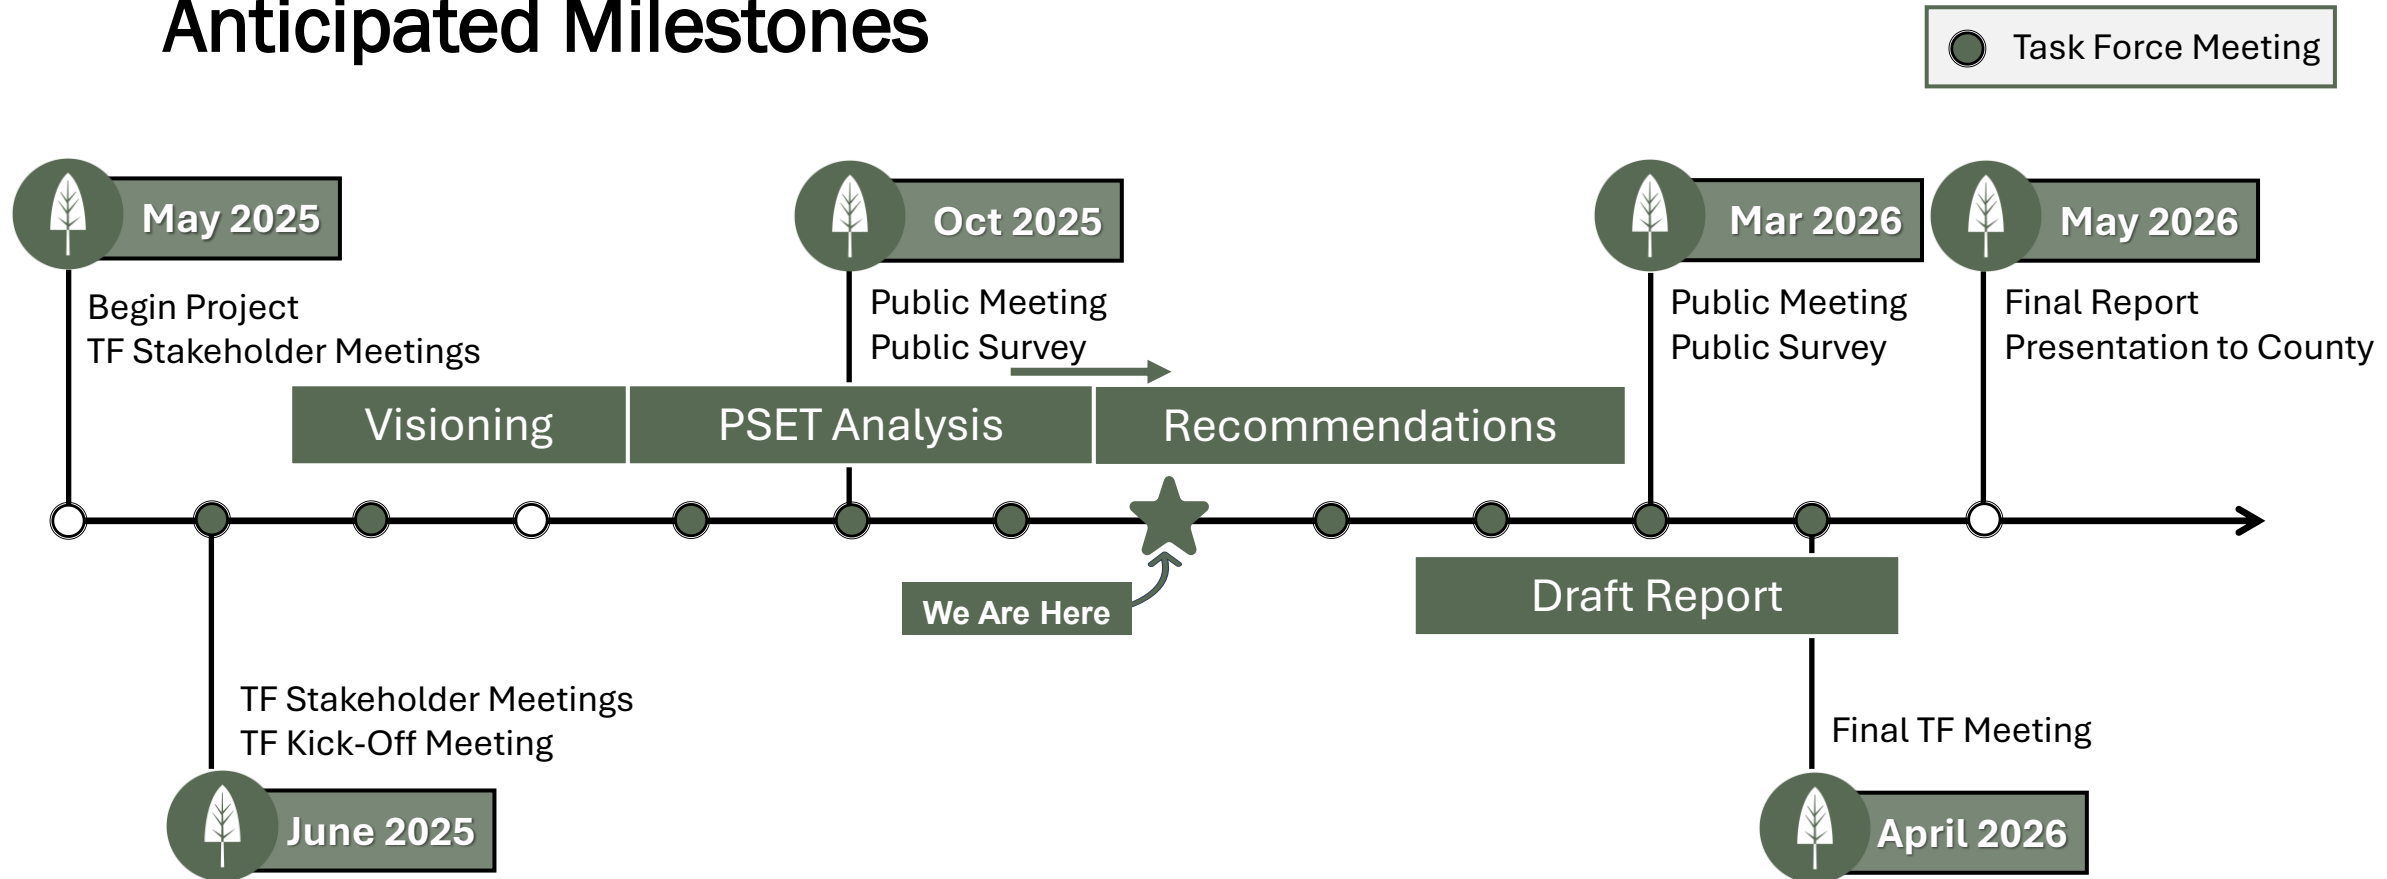 Anticipated Milestones
Task Force Meeting
May 2025
Begin Project
TF Stakeholder Meetings
Oct 2025
Public Meeting
Public Survey
Mar 2026
Public Meeting
Public Survey
May 2026
Final Report
Presentation to County
Visioning
PSET Analysis
Recommendations
We Are Here
Draft Report
TF Stakeholder Meetings
TF Kick-Off Meeting
June 2025
Final TF Meeting
April 2026